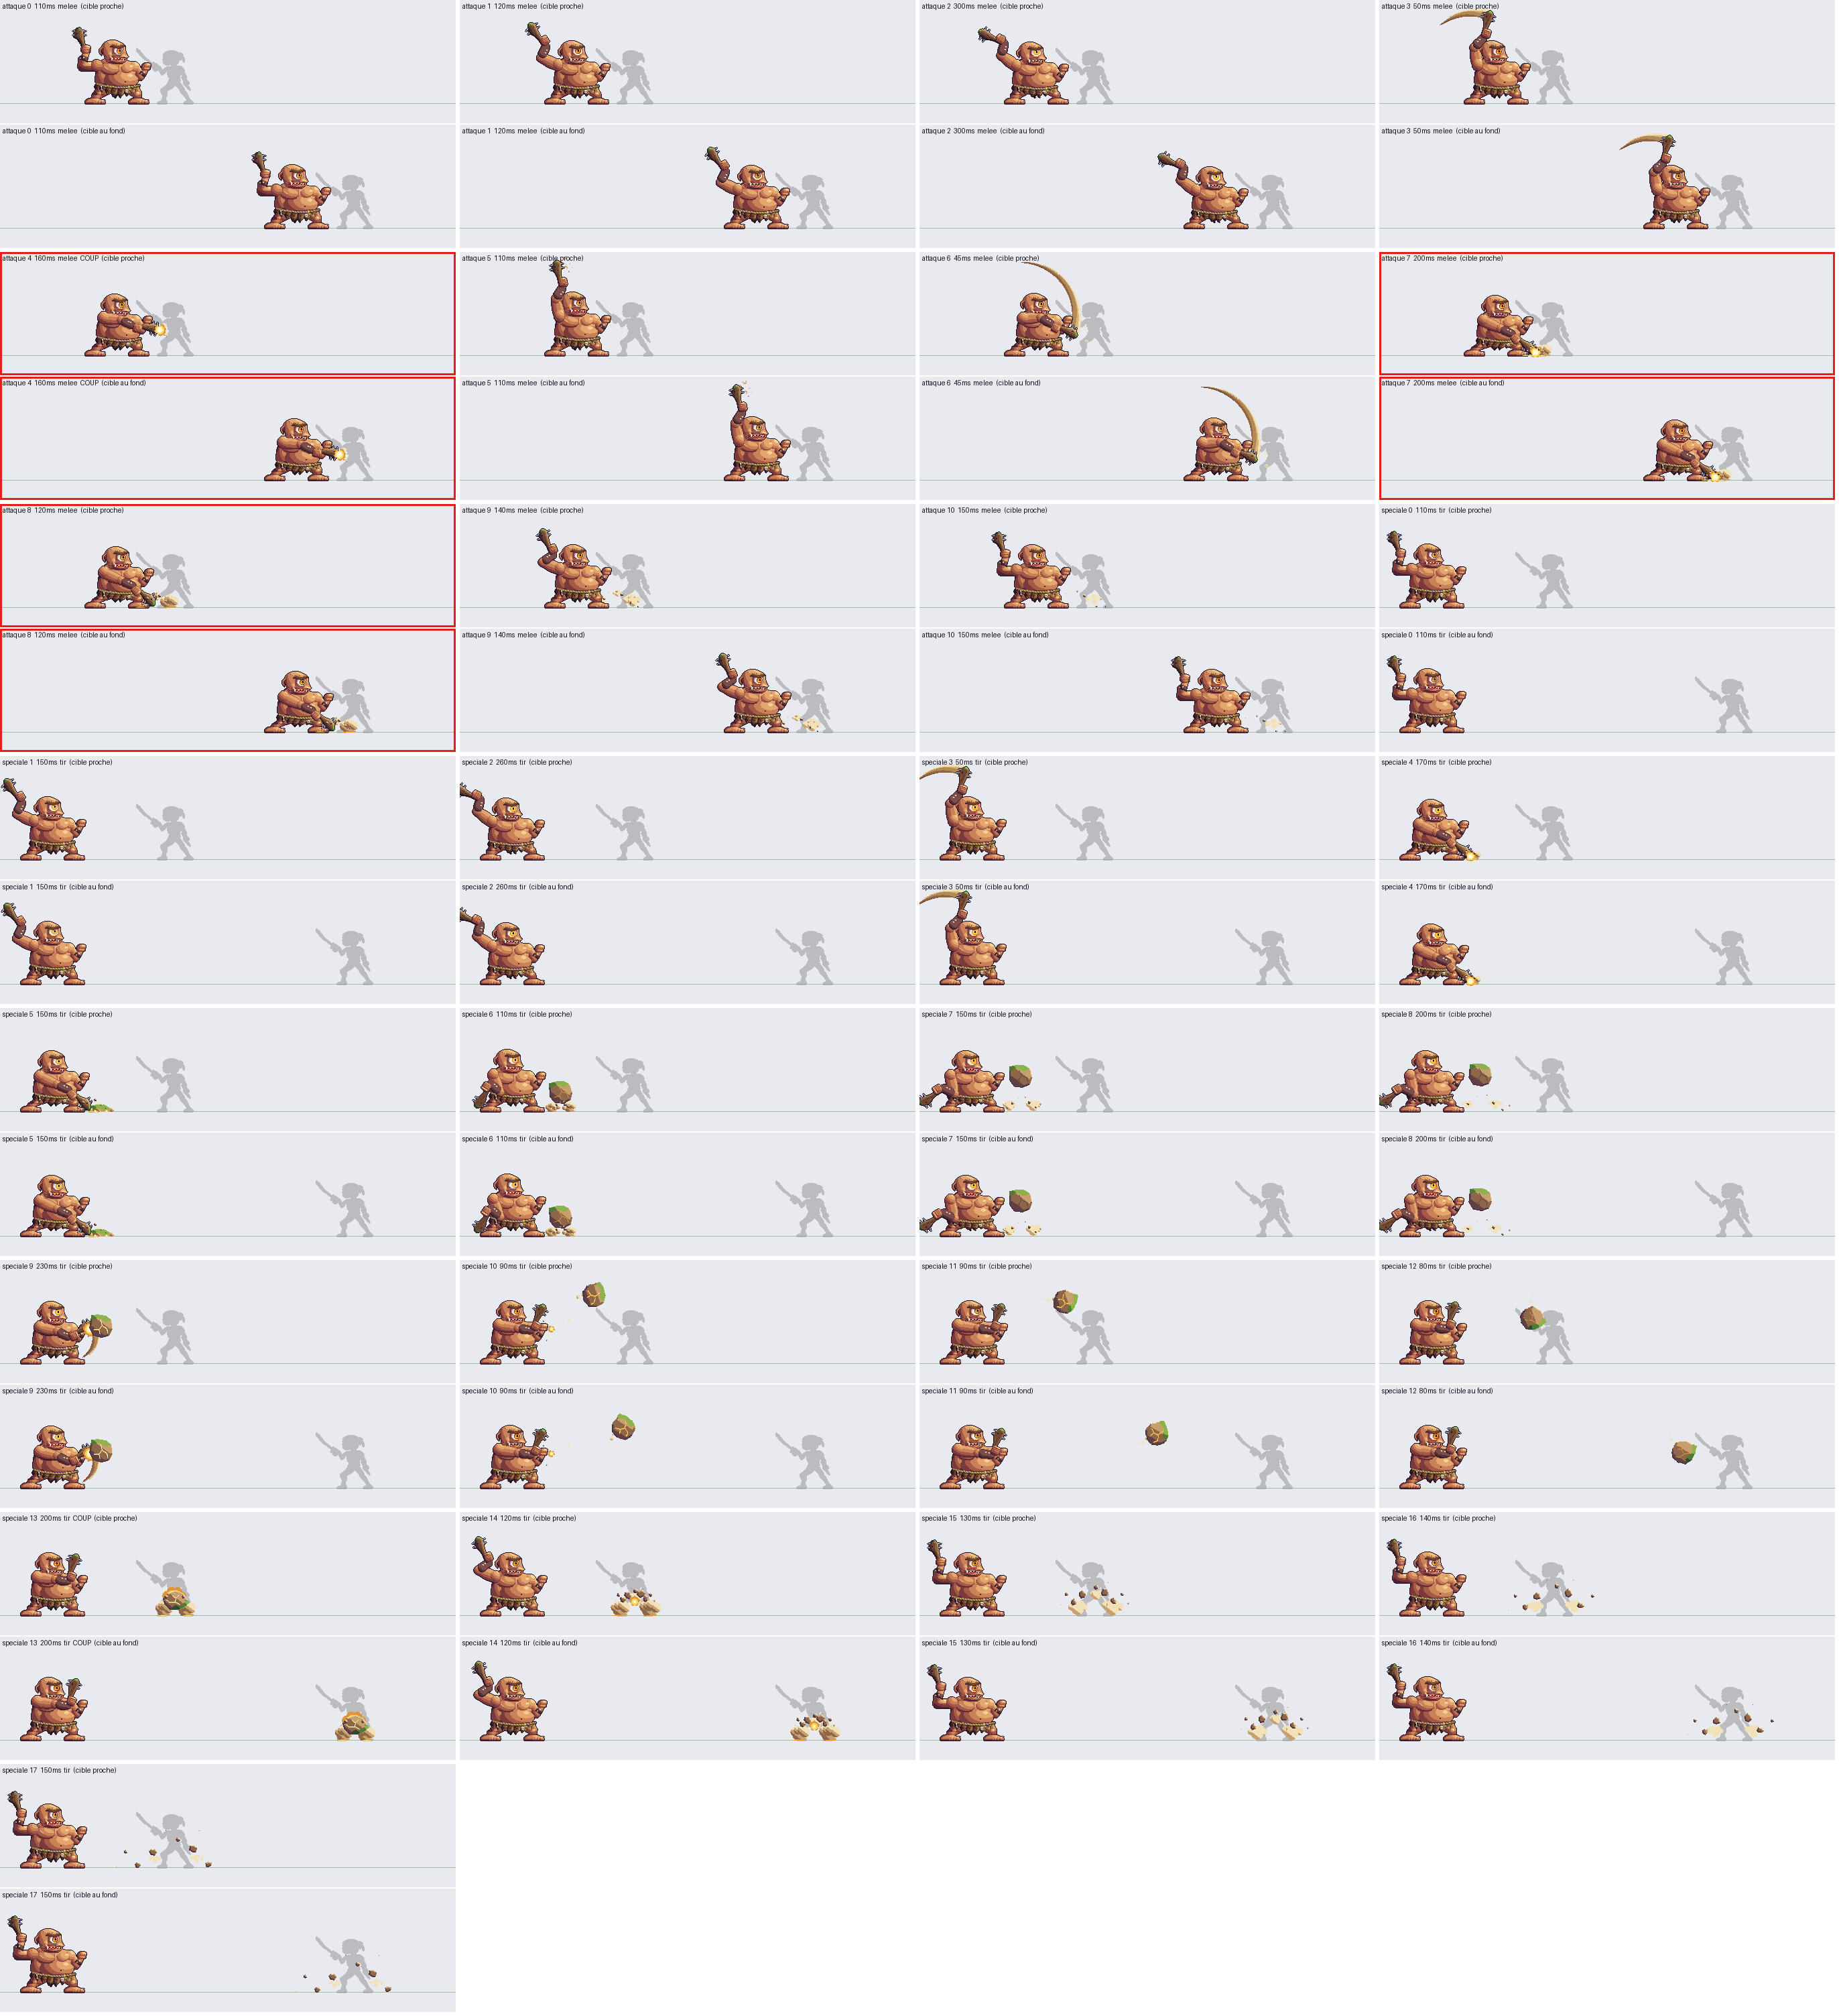 attaque 0 110ms melee (cible proche)
attaque 1 120ms melee (cible proche)
attaque 2 300ms melee (cible proche)
attaque 3 50ms melee (cible proche)
attaque 0 110ms melee (cible au fond)
attaque 1 120ms melee (cible au fond)
attaque 2 300ms melee (cible au fond)
attaque 3 50ms melee (cible au fond)
attaque 4 160ms melee COUP (cible proche)
attaque 5 110ms melee (cible proche)
attaque 6 45ms melee (cible proche)
attaque 7 200ms melee (cible proche)
attaque 4 160ms melee COUP (cible au fond)
attaque 5 110ms melee (cible au fond)
attaque 6 45ms melee (cible au fond)
attaque 7 200ms melee (cible au fond)
attaque 8 120ms melee (cible proche)
attaque 9 140ms melee (cible proche)
attaque 10 150ms melee (cible proche)
speciale 0 110ms tir (cible proche)
attaque 8 120ms melee (cible au fond)
attaque 9 140ms melee (cible au fond)
attaque 10 150ms melee (cible au fond)
speciale 0 110ms tir (cible au fond)
speciale 1 150ms tir (cible proche)
speciale 2 260ms tir (cible proche)
speciale 3 50ms tir (cible proche)
speciale 4 170ms tir (cible proche)
speciale 1 150ms tir (cible au fond)
speciale 2 260ms tir (cible au fond)
speciale 3 50ms tir (cible au fond)
speciale 4 170ms tir (cible au fond)
speciale 5 150ms tir (cible proche)
speciale 6 110ms tir (cible proche)
speciale 7 150ms tir (cible proche)
speciale 8 200ms tir (cible proche)
speciale 5 150ms tir (cible au fond)
speciale 6 110ms tir (cible au fond)
speciale 7 150ms tir (cible au fond)
speciale 8 200ms tir (cible au fond)
speciale 9 230ms tir (cible proche)
speciale 10 90ms tir (cible proche)
speciale 11 90ms tir (cible proche)
speciale 12 80ms tir (cible proche)
speciale 9 230ms tir (cible au fond)
speciale 10 90ms tir (cible au fond)
speciale 11 90ms tir (cible au fond)
speciale 12 80ms tir (cible au fond)
speciale 13 200ms tir COUP (cible proche)
speciale 14 120ms tir (cible proche)
speciale 15 130ms tir (cible proche)
speciale 16 140ms tir (cible proche)
speciale 13 200ms tir COUP (cible au fond)
speciale 14 120ms tir (cible au fond)
speciale 15 130ms tir (cible au fond)
speciale 16 140ms tir (cible au fond)
speciale 17 150ms tir (cible proche)
speciale 17 150ms tir (cible au fond)